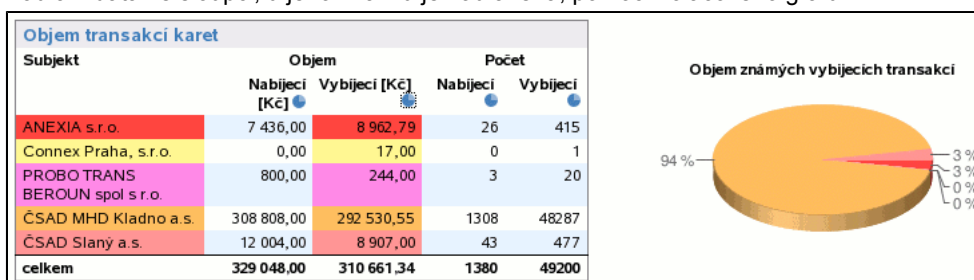 Objem transakcí karet
Subjekt Objem Počet
Nabíjecí [Kč] Vybíjecí [Kč] Nabíjecí Vybíjecí
ANEXIA s.r.o. 7 436,00 8 962,79 26 415
Connex Praha, s.r.o. 0,00 17,00 0 1
PROBO TRANS BEROUN spol s r.o. 800,00 244,00 3 20
ČSAD MHD Kladno a.s. 308 808,00 292 530,55 1308 48287
ČSAD Slaný a.s. 12 004,00 8 907,00 43 477
celkem 329 048,00 310 661,34 1380 49200
Objem známých vybíjecích transakcí
94 %
3 %
3 %
0 %
0 %